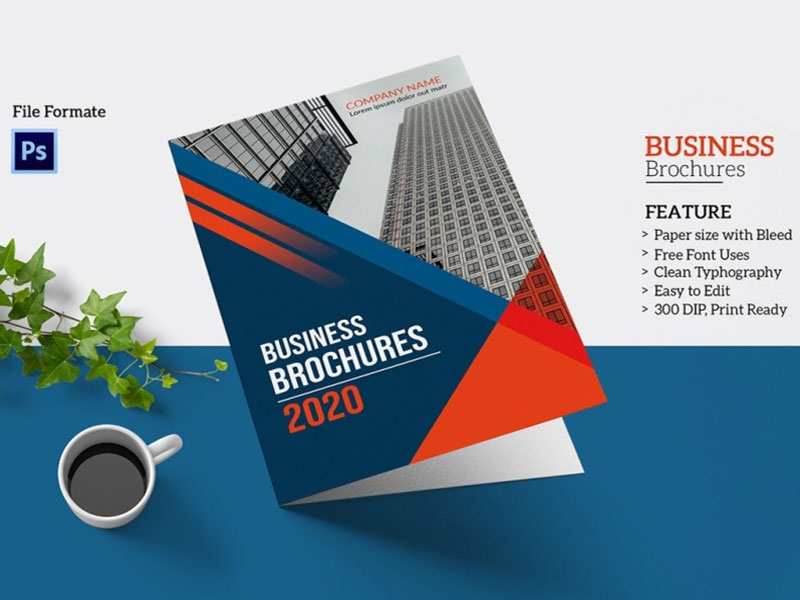 File Formate
Ps
COMPANY NAME
Lorem ipsum dolor out matr
BUSINESS
BROCHURES
2020
BUSINESS
Brochures
FEATURE
> Paper size with Bleed
> Free Font Uses
> Clean Typhography
> Easy to Edit
> 300 DIP, Print Ready